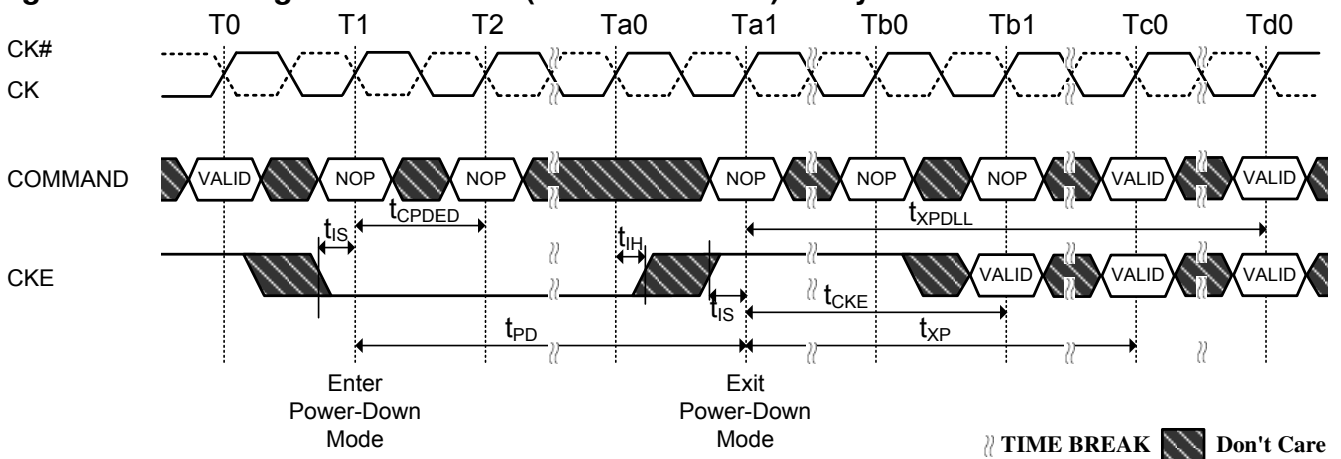 T0 T1 T2 Ta0 Ta1 Tb0 Tb1 Tc0 Td0
CK#
CK
COMMAND VALID NOP NOP NOP NOP NOP VALID VALID
tCPDED tXPDLL
tIS tIH
CKE VALID VALID VALID
tIS tCKE
tPD tXP
Enter Power-Down Mode
Exit Power-Down Mode
TIME BREAK Don't Care